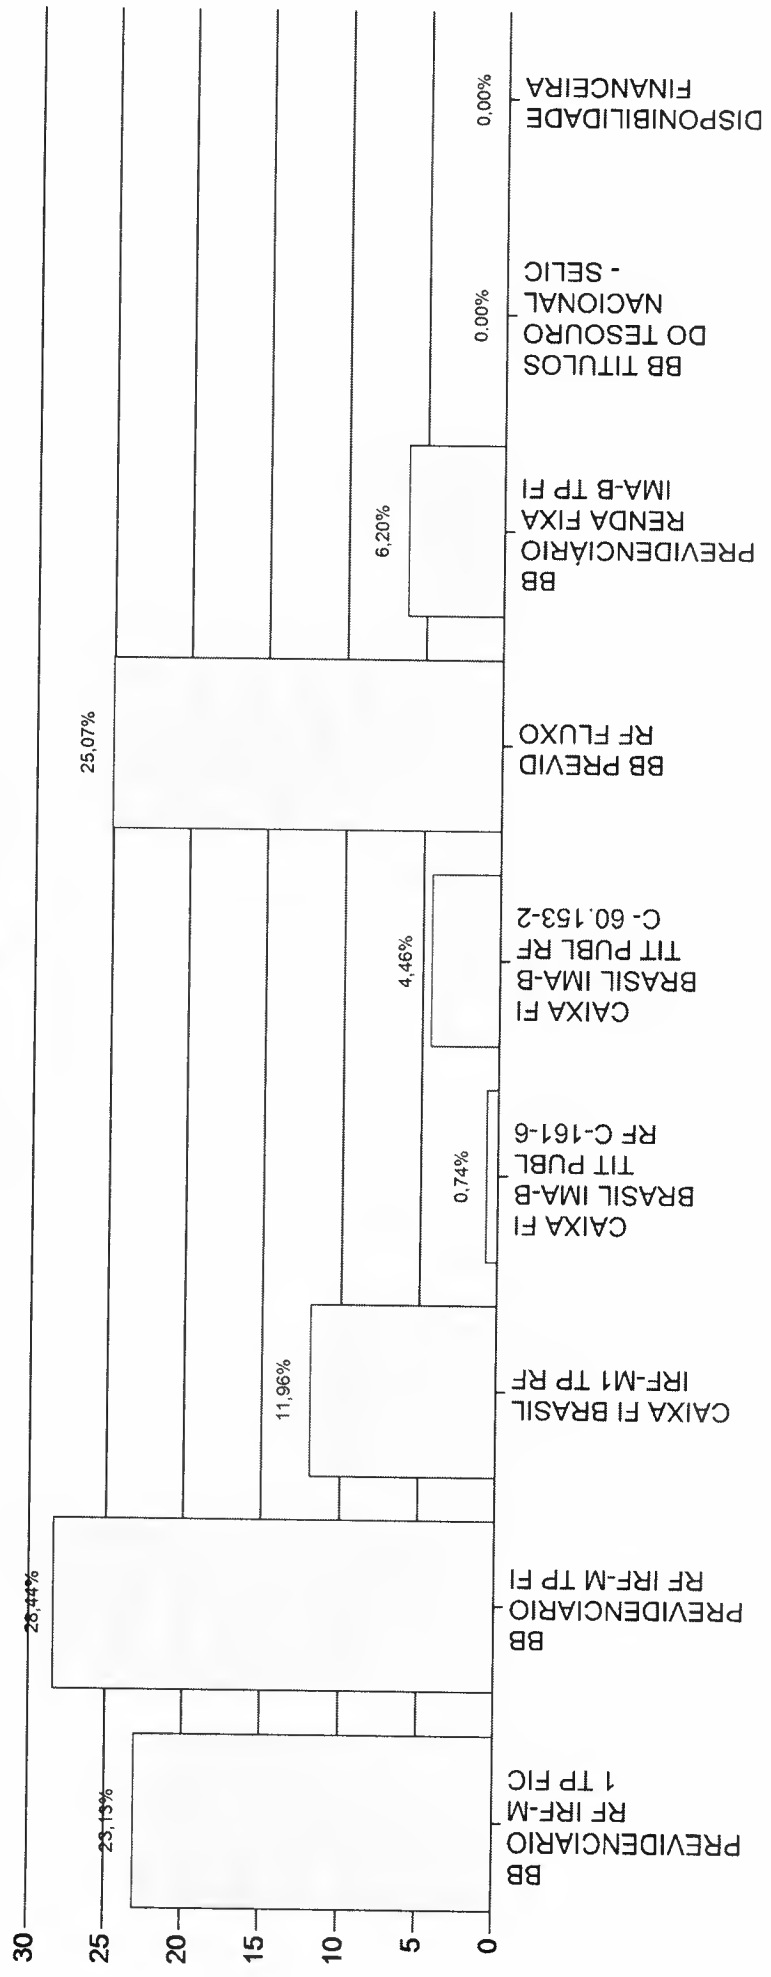 30
25
20
15
10
5
0
23,13%
28,44%
11,96%
0,74%
4,46%
25,07%
6,20%
0.00%
0,00%
BB
PREVIDENCIARIO
RF IRF-M
1 TP FIC
BB
PREVIDENCIARIO
RF IRF-M TP FI
CAIXA FI BRASIL
IRF-M1 TP RF
CAIXA FI
BRASIL IMA-B
TIT PUBL
RF C-161-6
CAIXA FI
BRASIL IMA-B
TIT PUBL RF
C- 60.153-2
BB PREVID
RF FLUXO
BB
PREVIDENCIÁRIO
RENDA FIXA
IMA-B TP FI
BB TITULOS
DO TESOURO
NACIONAL
- SELIC
DISPONIBILIDADE
FINANCEIRA